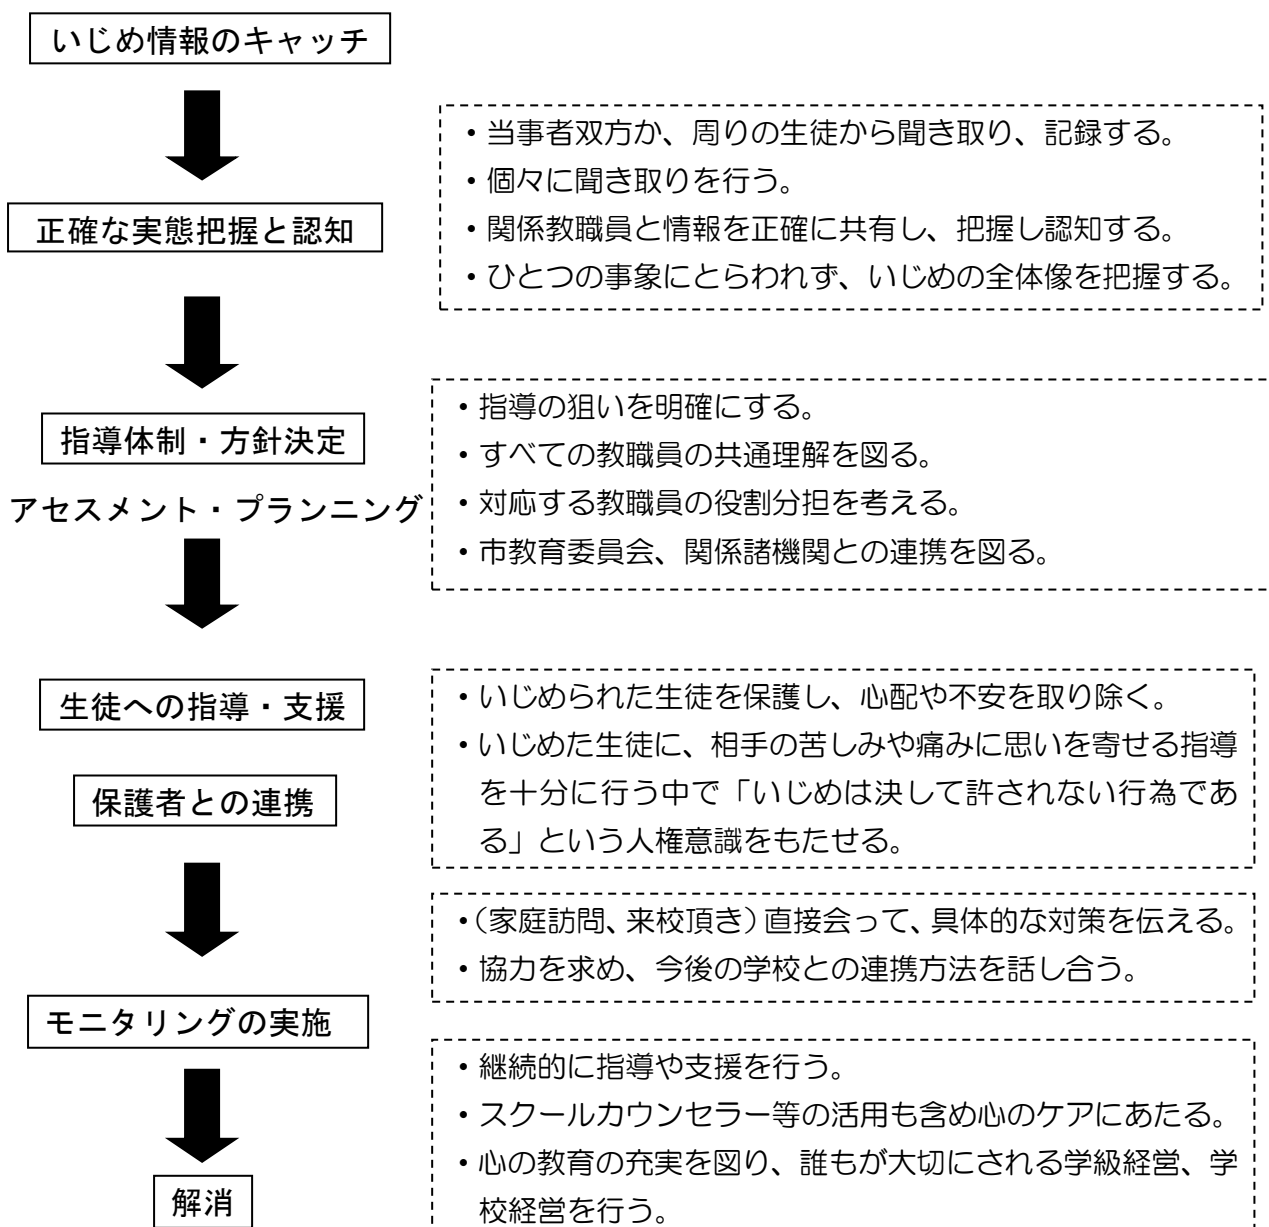 いじめ情報のキャッチ
・当事者双方か、周りの生徒から聞き取り、記録する。
・個々に聞き取りを行う。
正確な実態把握と認知
・関係教職員と情報を正確に共有し、把握し認知する。
・ひとつの事象にとらわれず、いじめの全体像を把握する。
指導体制・方針決定
アセスメント・プランニング
・指導の狙いを明確にする。
・すべての教職員の共通理解を図る。
・対応する教職員の役割分担を考える。
・市教育委員会、関係諸機関との連携を図る。
生徒への指導・支援
・いじめられた生徒を保護し、心配や不安を取り除く。
・いじめた生徒に、相手の苦しみや痛みに思いを寄せる指導
を十分に行う中で「いじめは決して許されない行為であ
る」という人権意識をもたせる。
保護者との連携
・（家庭訪問、来校頂き）直接会って、具体的な対策を伝える。
・協力を求め、今後の学校との連携方法を話し合う。
モニタリングの実施
・継続的に指導や支援を行う。
・スクールカウンセラー等の活用も含め心のケアにあたる。
・心の教育の充実を図り、誰もが大切にされる学級経営、学
校経営を行う。
解消